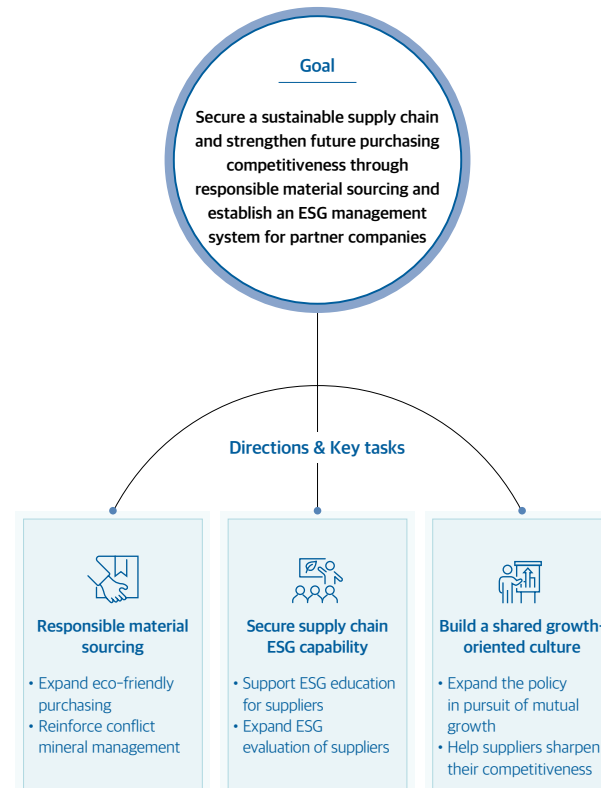 Goal
Secure a sustainable supply chain
and strengthen future purchasing
competitiveness through
responsible material sourcing and
establish an ESG management
system for partner companies
Directions & Key tasks
Responsible material
sourcing
• Expand eco-friendly
purchasing
• Reinforce conflict
mineral management
Secure supply chain
ESG capability
• Support ESG education
for suppliers
• Expand ESG
evaluation of suppliers
Build a shared growth-
oriented culture
• Expand the policy
in pursuit of mutual
growth
• Help suppliers sharpen
their competitiveness